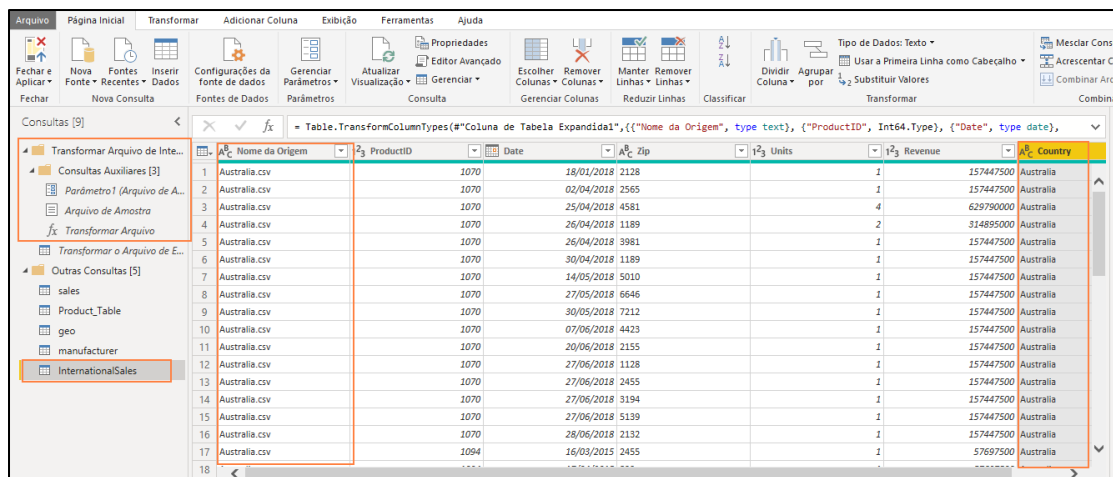 Arquivo Página Inicial Transformar Adicionar Coluna Exibição Ferramentas Ajuda
Fechar e Aplicar
Nova Fonte
Fontes Recentes
Inserir Dados
Configurações da fonte de dados
Gerenciar Parâmetros
Atualizar Visualização
Propriedades
Editor Avançado
Gerenciar
Escolher Colunas
Remover Colunas
Manter Linhas
Remover Linhas
Dividir Coluna
Agrupar por
Tipo de Dados: Texto
Usar a Primeira Linha como Cabeçalho
Substituir Valores
Mesclar Cons
Acrescentar C
Combinar Arq
Fechar Nova Consulta Fontes de Dados Parâmetros Consulta Gerenciar Colunas Reduzir Linhas Classificar Transformar Combina
Consultas [9]
= Table.TransformColumnTypes(#"Coluna de Tabela Expandida1",{{"Nome da Origem", type text}, {"ProductID", Int64.Type}, {"Date", type date},
Transformar Arquivo de Inte...
Consultas Auxiliares [3]
Parâmetro1 (Arquivo de A...
Arquivo de Amostra
fx Transformar Arquivo
Transformar o Arquivo de E...
Outras Consultas [5]
sales
Product_Table
geo
manufacturer
InternationalSales
Nome da Origem ProductID Date Zip Units Revenue Country
1 Australia.csv 1070 18/01/2018 2128 1 157447500 Australia
2 Australia.csv 1070 02/04/2018 2565 1 157447500 Australia
3 Australia.csv 1070 25/04/2018 4581 4 629790000 Australia
4 Australia.csv 1070 26/04/2018 1189 2 314895000 Australia
5 Australia.csv 1070 26/04/2018 3981 1 157447500 Australia
6 Australia.csv 1070 30/04/2018 1189 1 157447500 Australia
7 Australia.csv 1070 14/05/2018 5010 1 157447500 Australia
8 Australia.csv 1070 27/05/2018 6646 1 157447500 Australia
9 Australia.csv 1070 30/05/2018 7212 1 157447500 Australia
10 Australia.csv 1070 07/06/2018 4423 1 157447500 Australia
11 Australia.csv 1070 20/06/2018 2155 1 157447500 Australia
12 Australia.csv 1070 27/06/2018 1128 1 157447500 Australia
13 Australia.csv 1070 27/06/2018 2455 1 157447500 Australia
14 Australia.csv 1070 27/06/2018 3194 1 157447500 Australia
15 Australia.csv 1070 27/06/2018 5139 1 157447500 Australia
16 Australia.csv 1070 28/06/2018 2132 1 157447500 Australia
17 Australia.csv 1094 16/03/2015 2455 1 57697500 Australia
18